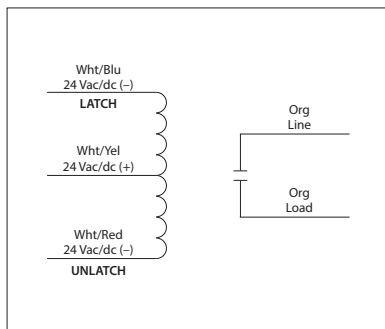 Wht/Blu
24 Vac/dc (–)
LATCH
Wht/Yel
24 Vac/dc (+)
Wht/Red
24 Vac/dc (–)
UNLATCH
Org
Line
Org
Load